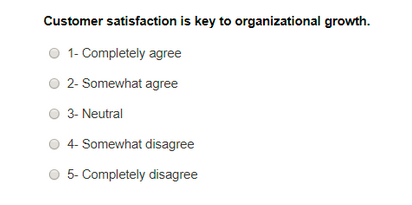 Customer satisfaction is key to organizational growth.
1- Completely agree
2- Somewhat agree
3- Neutral
4- Somewhat disagree
5- Completely disagree